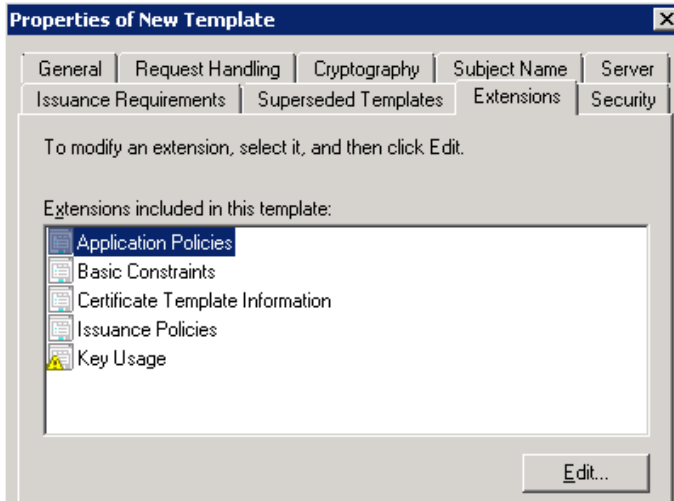 Properties of New Template
General Request Handling Cryptography Subject Name Server
Issuance Requirements Superseded Templates Extensions Security
To modify an extension, select it, and then click Edit.
Extensions included in this template:
Application Policies
Basic Constraints
Certificate Template Information
Issuance Policies
Key Usage
Edit...